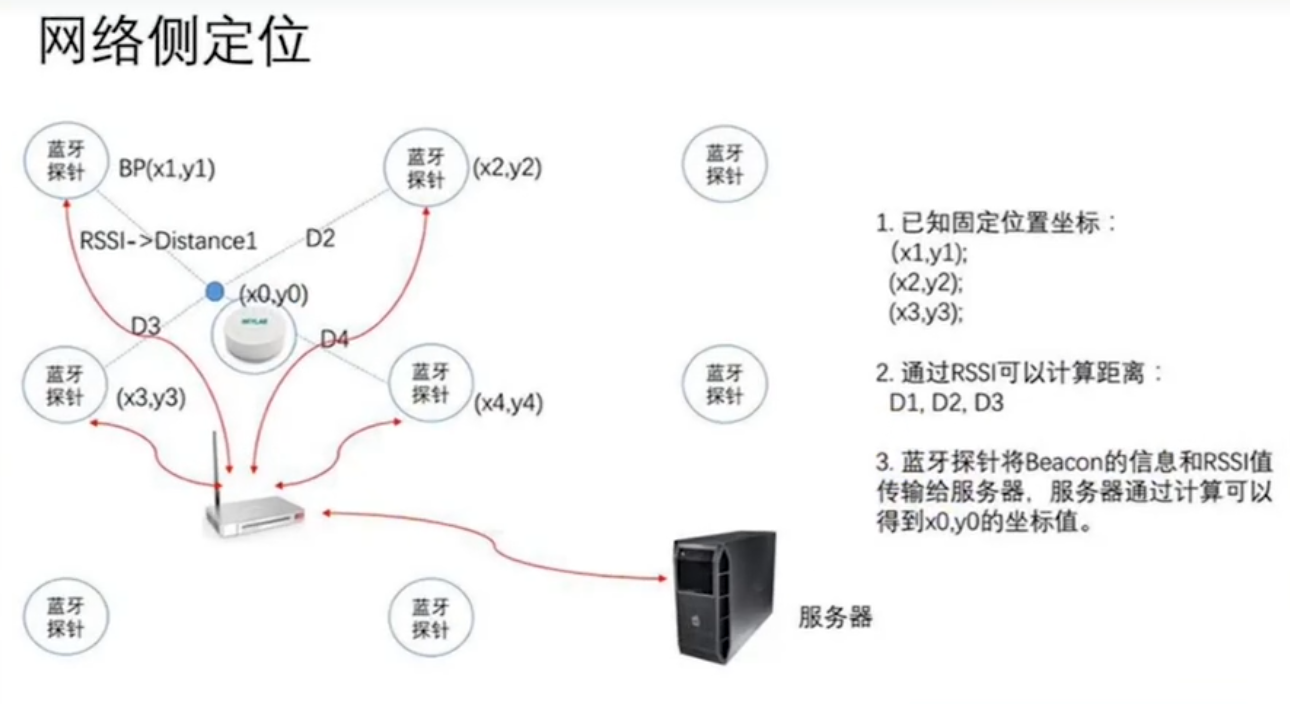 网络侧定位
蓝牙
探针
BP(x1,y1)
蓝牙
探针
(x2,y2)
蓝牙
探针
RSSI->Distance1
D2
(x0,y0)
D3
D4
蓝牙
探针
(x3,y3)
蓝牙
探针
(x4,y4)
蓝牙
探针
蓝牙
探针
蓝牙
探针
服务器
1. 已知固定位置坐标：
(x1,y1);
(x2,y2);
(x3,y3);
2. 通过RSSI可以计算距离：
D1, D2, D3
3. 蓝牙探针将Beacon的信息和RSSI值
传输给服务器，服务器通过计算可以
得到x0,y0的坐标值。